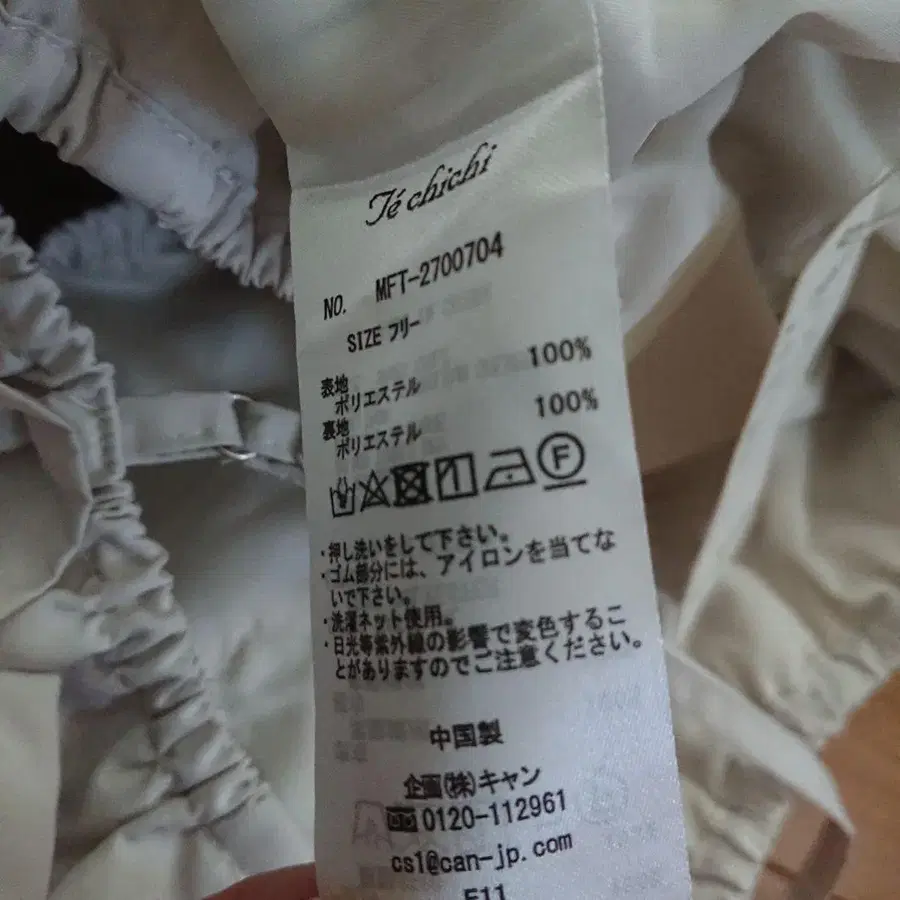 Té chichi
NO. MFT-2700704
SIZE フリー
表地 100%
ポリエステル
裏地 100%
ポリエステル
F
・押し洗いをして下さい。
・ゴム部分には、アイロンを当てな
いで下さい。
・洗濯ネット使用。
・日光等紫外線の影響で変色するこ
とがありますのでご注意ください。
中国製
企画(株)キャン
0120-112961
cs1@can-jp.com
F11